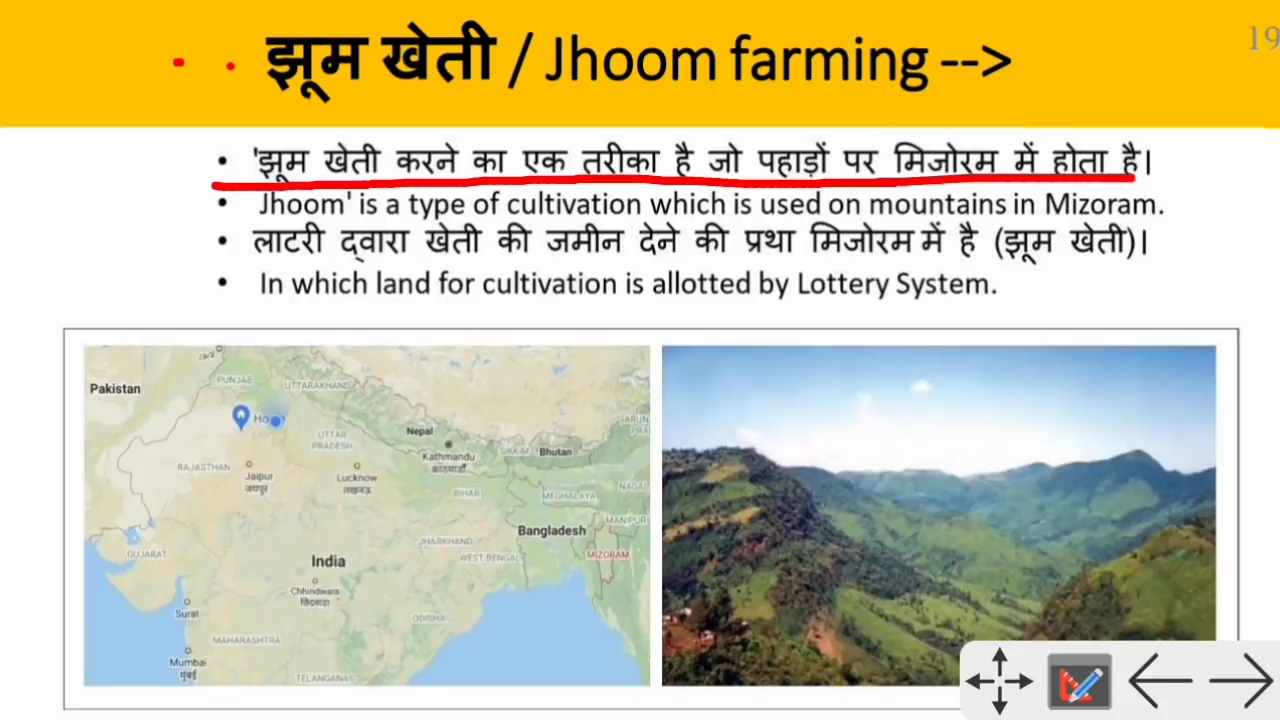 झूम खेती / Jhoom farming -->
19
• 'झूम खेती करने का एक तरीका है जो पहाड़ों पर मिजोरम में होता है।
• Jhoom' is a type of cultivation which is used on mountains in Mizoram.
• लाटरी द्वारा खेती की जमीन देने की प्रथा मिजोरम में है (झूम खेती)।
• In which land for cultivation is allotted by Lottery System.
Pakistan
PUNJAB
UTTARAKHAND
UTTAR
PRADESH
Nepal
Kathmandu
काठमाडौं
SIKKIM
Bhutan
RAJASTHAN
Jaipur
जयपुर
Lucknow
लखनऊ
BIHAR
MEGHALAYA
NAGAL
MANIPUR
Bangladesh
GUJARAT
JHARKHAND
WEST BENGAL
MIZORAM
India
Chhindwara
छिंदवाड़ा
Surat
ODISHA
MAHARASHTRA
Mumbai
मुंबई
TELANGANA